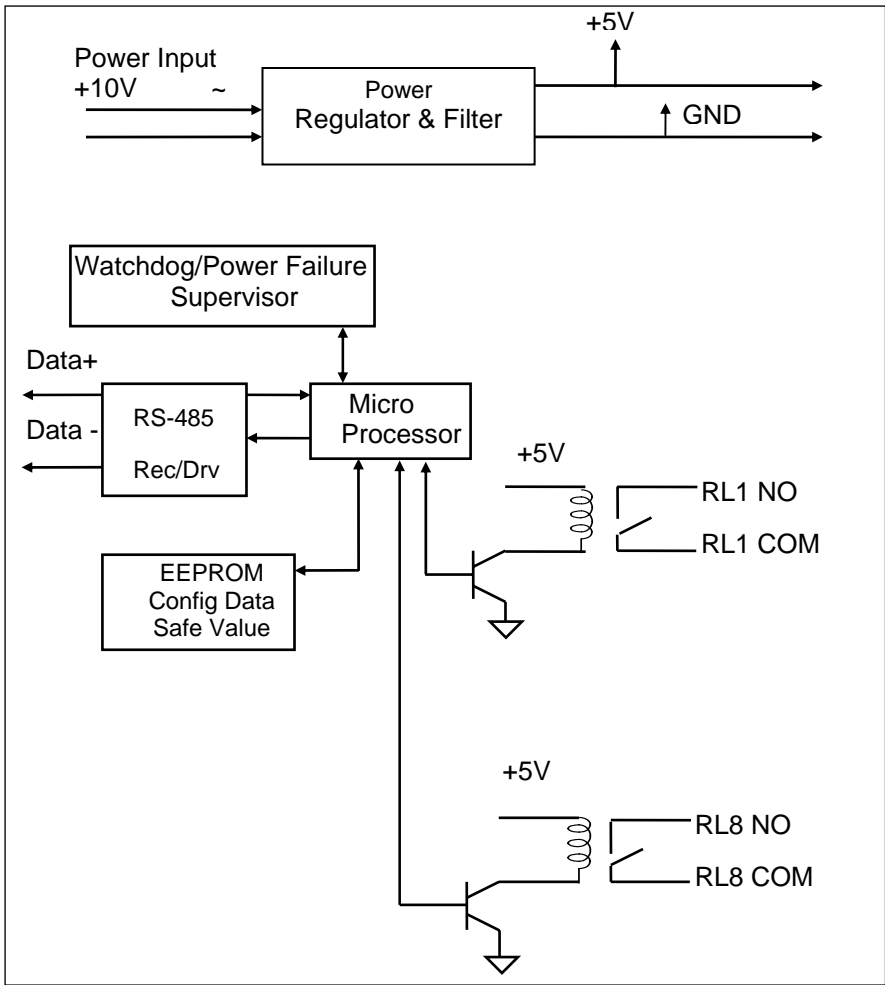 +5V
Power Input
+10V ~
Power
Regulator & Filter
GND
Watchdog/Power Failure
Supervisor
Data+
Data -
RS-485
Rec/Drv
Micro
Processor
EEPROM
Config Data
Safe Value
+5V
RL1 NO
RL1 COM
+5V
RL8 NO
RL8 COM